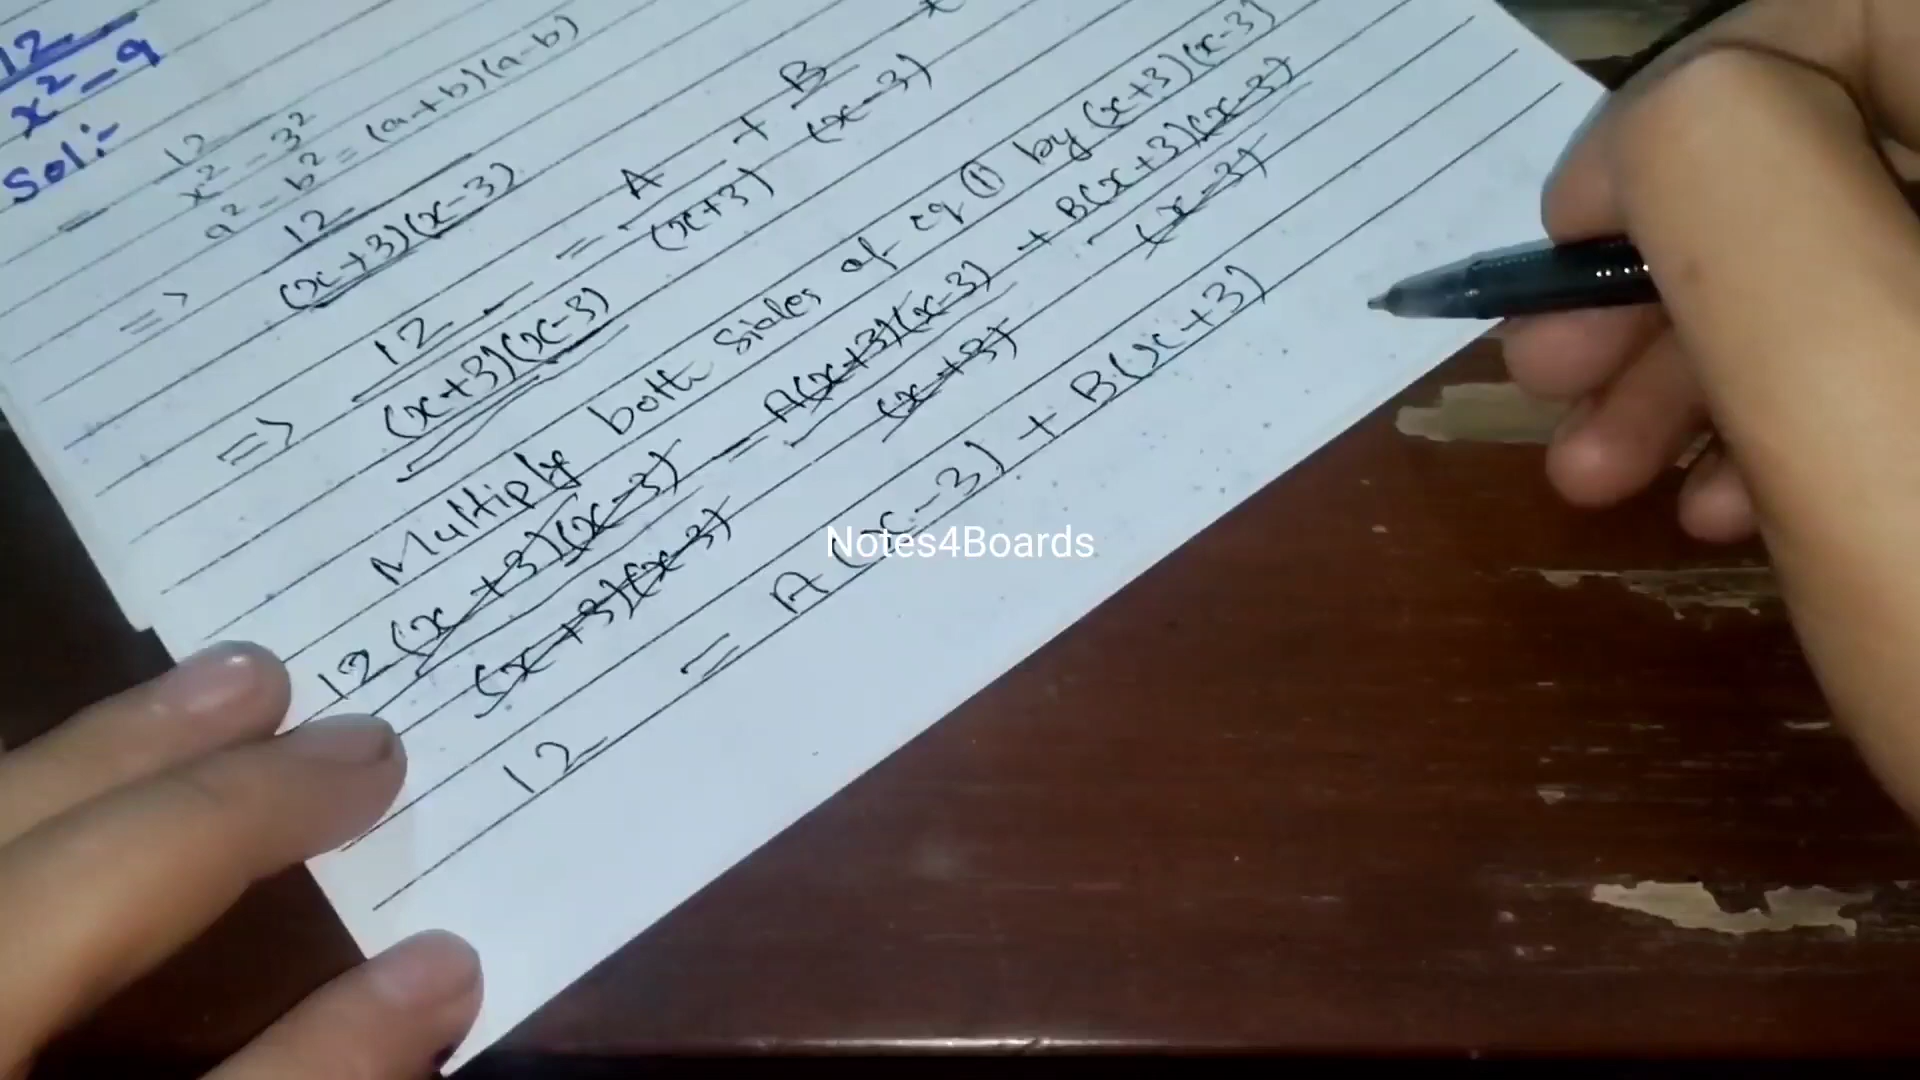 12
x² - 9
Sol:-
= 12
x² - 3²
a² - b² = (a+b)(a-b)
=> 12
(x+3)(x-3)
=> 12 = A + B
(x+3)(x-3) (x+3) (x-3)
Multiply both sides of eq ① by (x+3)(x-3)
12(x+3)(x-3) = A(x+3)(x-3) + B(x+3)(x-3)
(x+3)(x-3) (x+3) (x-3)
12 = A(x-3) + B(x+3)
Notes4Boards